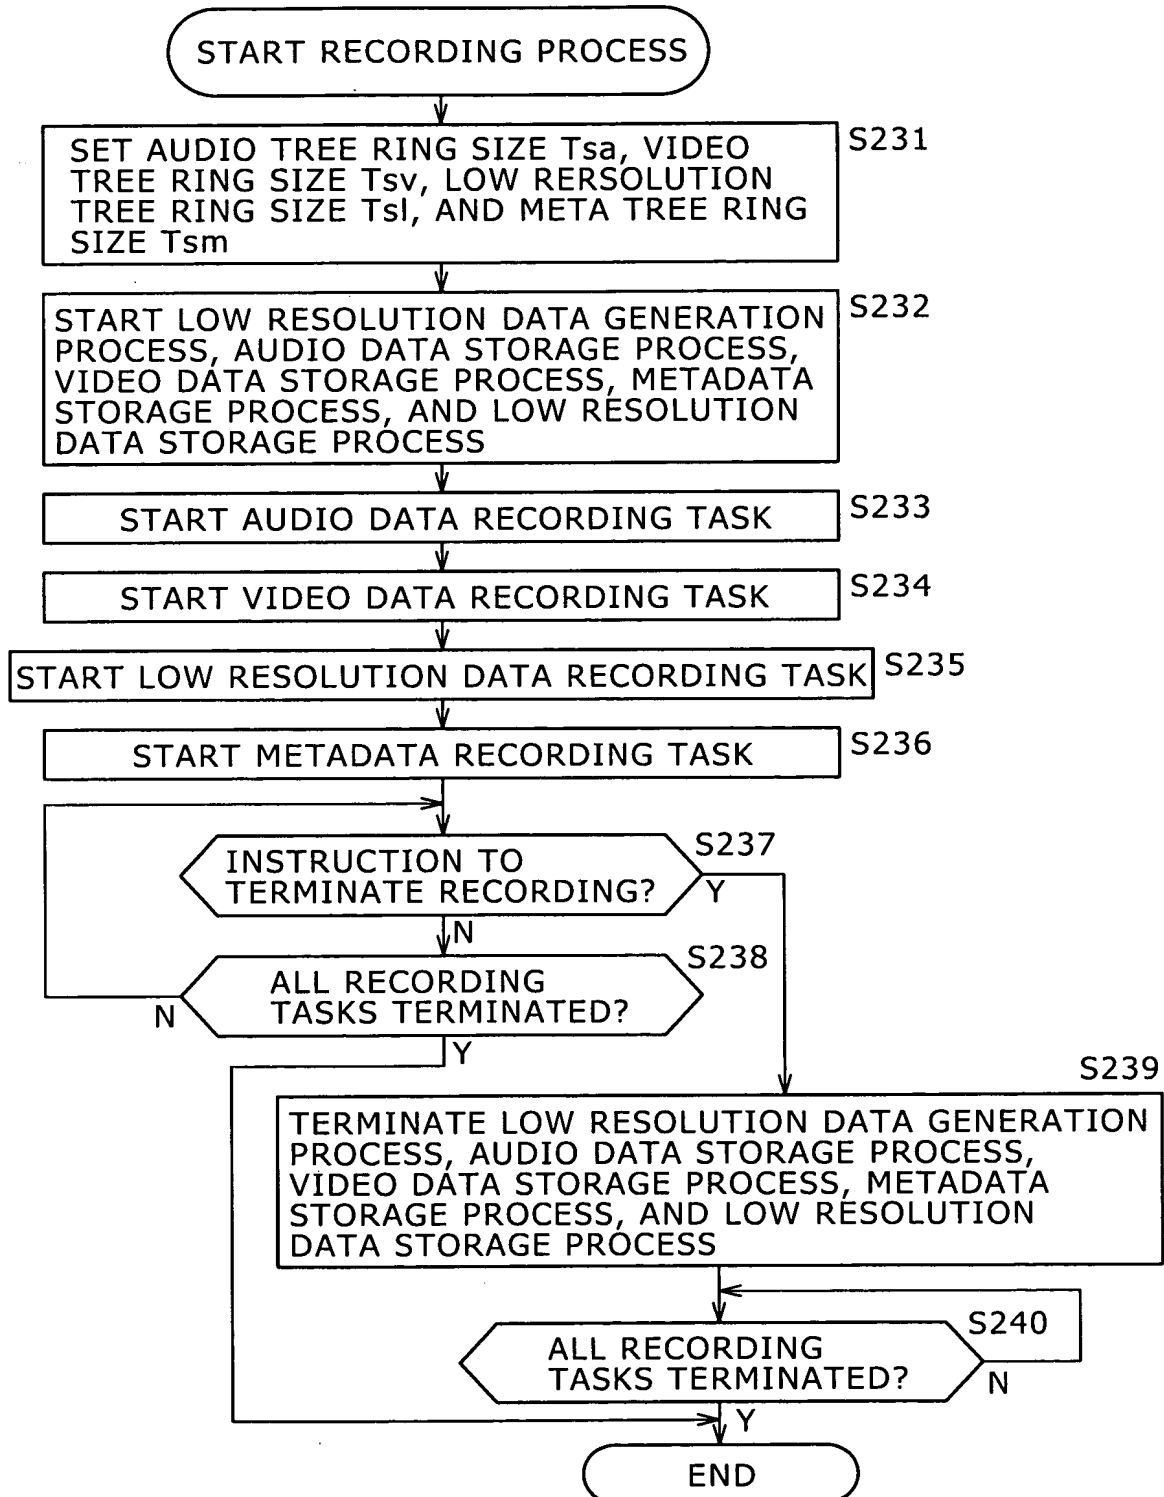 START RECORDING PROCESS
S231
SET AUDIO TREE RING SIZE Tsa, VIDEO
TREE RING SIZE Tsv, LOW RERSOLUTION
TREE RING SIZE Tsl, AND META TREE RING
SIZE Tsm
S232
START LOW RESOLUTION DATA GENERATION
PROCESS, AUDIO DATA STORAGE PROCESS,
VIDEO DATA STORAGE PROCESS, METADATA
STORAGE PROCESS, AND LOW RESOLUTION
DATA STORAGE PROCESS
START AUDIO DATA RECORDING TASK
S233
START VIDEO DATA RECORDING TASK
S234
START LOW RESOLUTION DATA RECORDING TASK
S235
START METADATA RECORDING TASK
S236
S237
INSTRUCTION TO
TERMINATE RECORDING?
Y
N
S238
ALL RECORDING
TASKS TERMINATED?
N
Y
S239
TERMINATE LOW RESOLUTION DATA GENERATION
PROCESS, AUDIO DATA STORAGE PROCESS,
VIDEO DATA STORAGE PROCESS, METADATA
STORAGE PROCESS, AND LOW RESOLUTION
DATA STORAGE PROCESS
S240
ALL RECORDING
TASKS TERMINATED?
N
Y
END